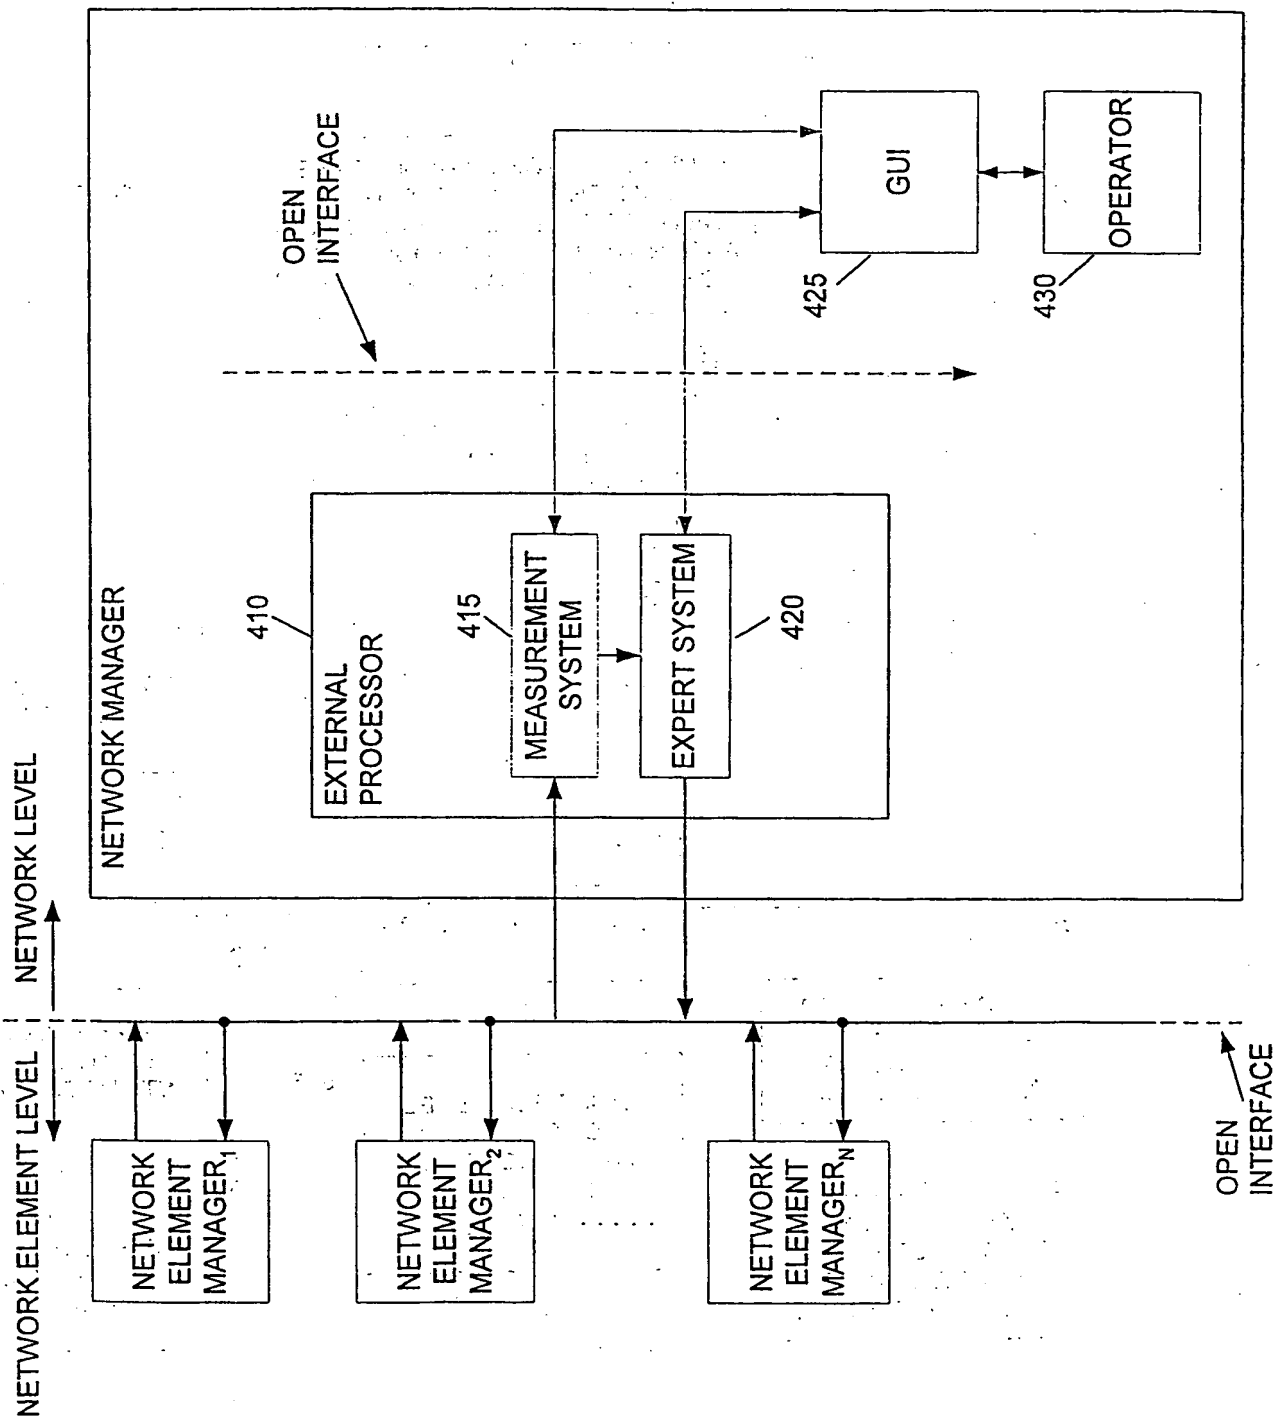 NETWORK ELEMENT LEVEL
NETWORK LEVEL
NETWORK
ELEMENT
MANAGER1
NETWORK
ELEMENT
MANAGER2
NETWORK
ELEMENT
MANAGERN
OPEN
INTERFACE
NETWORK MANAGER
410
EXTERNAL
PROCESSOR
415
MEASUREMENT
SYSTEM
EXPERT SYSTEM
420
OPEN
INTERFACE
425
GUI
430
OPERATOR